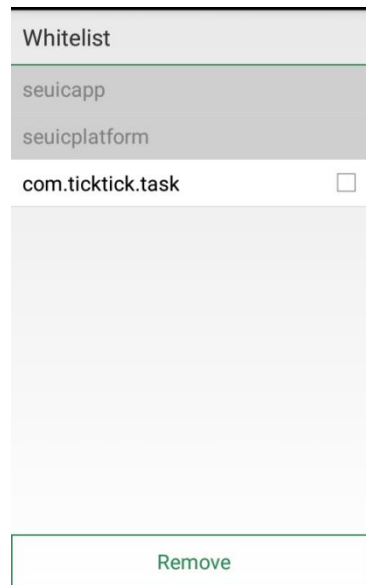 Whitelist
seuicapp
seuicplatform
com.ticktick.task
Remove